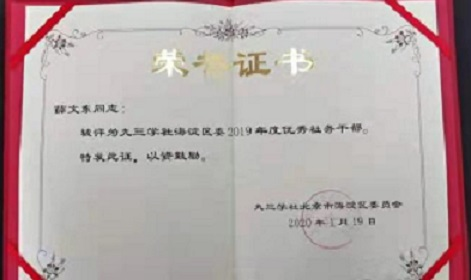 荣誉证书
薛文东同志：
被评为九三学社海淀区委2019年度优秀社务干部。
特发此证，以资鼓励。
九三学社北京市海淀区委员会
2020年1月19日